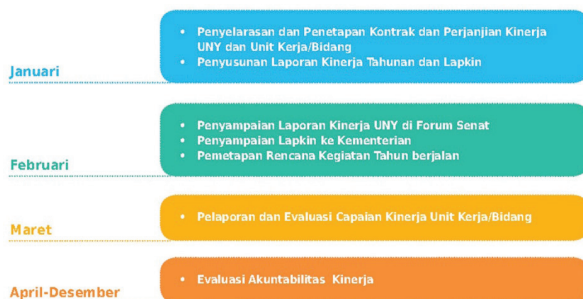 Januari
• Penyelarasan dan Penetapan Kontrak dan Perjanjian Kinerja
UNY dan Unit Kerja/Bidang
• Penyusunan Laporan Kinerja Tahunan dan Lapkin
Februari
• Penyampaian Laporan Kinerja UNY di Forum Senat
• Penyampaian Lapkin ke Kementerian
• Pemetapan Rencana Kegiatan Tahun berjalan
Maret
• Pelaporan dan Evaluasi Capaian Kinerja Unit Kerja/Bidang
April-Desember
• Evaluasi Akuntabilitas Kinerja